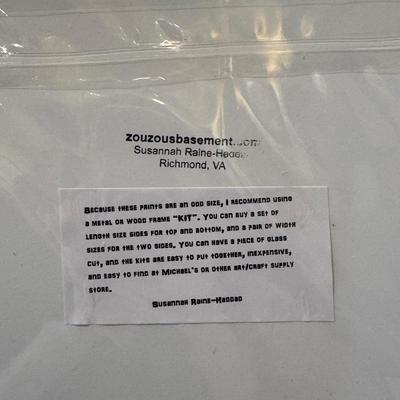 zouzousbasement.com
Susannah Raine-Haddad
Richmond, VA
Because these prints are an odd size, I recommend using
a metal or wood frame "KIT". You can buy a set of
length size sides for top and bottom, and a pair of width
sizes for the two sides. You can have a piece of glass
cut, and the kits are easy to put together, inexpensive,
and easy to find at Michael's or other art/craft supply
store.
Susannah Raine-Haddad